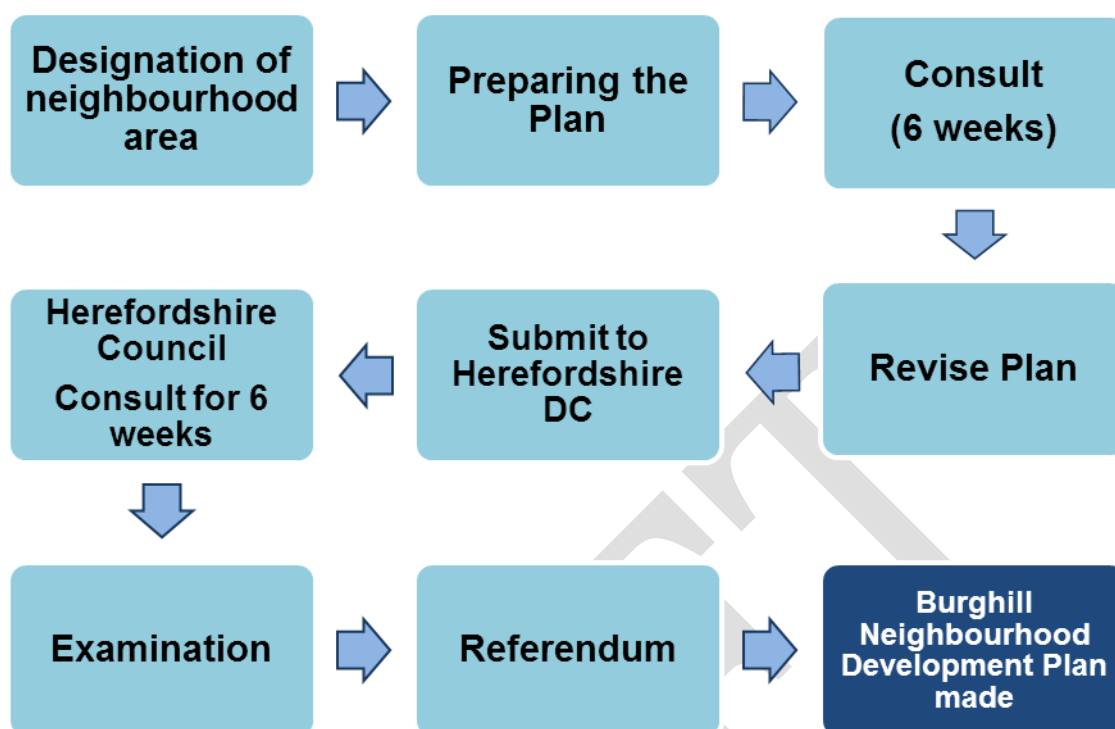 Designation of
neighbourhood
area
Preparing the
Plan
Consult
(6 weeks)
Revise Plan
Submit to
Herefordshire
DC
Herefordshire
Council
Consult for 6
weeks
Examination
Referendum
Burghill
Neighbourhood
Development Plan
made